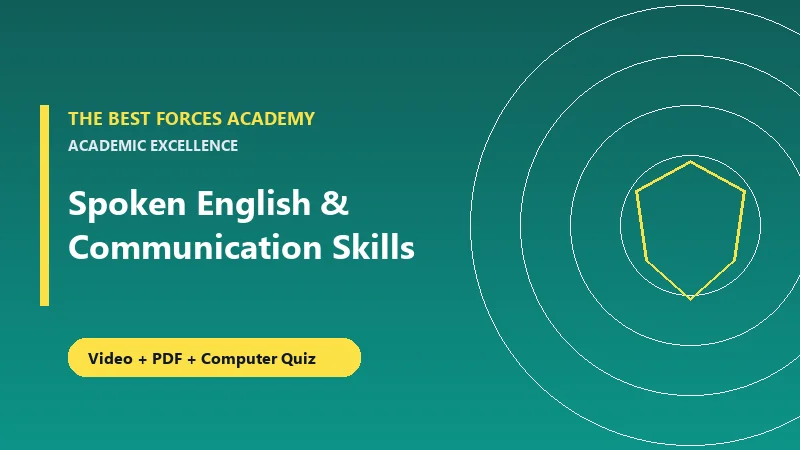 THE BEST FORCES ACADEMY
ACADEMIC EXCELLENCE
Spoken English &
Communication Skills
Video + PDF + Computer Quiz